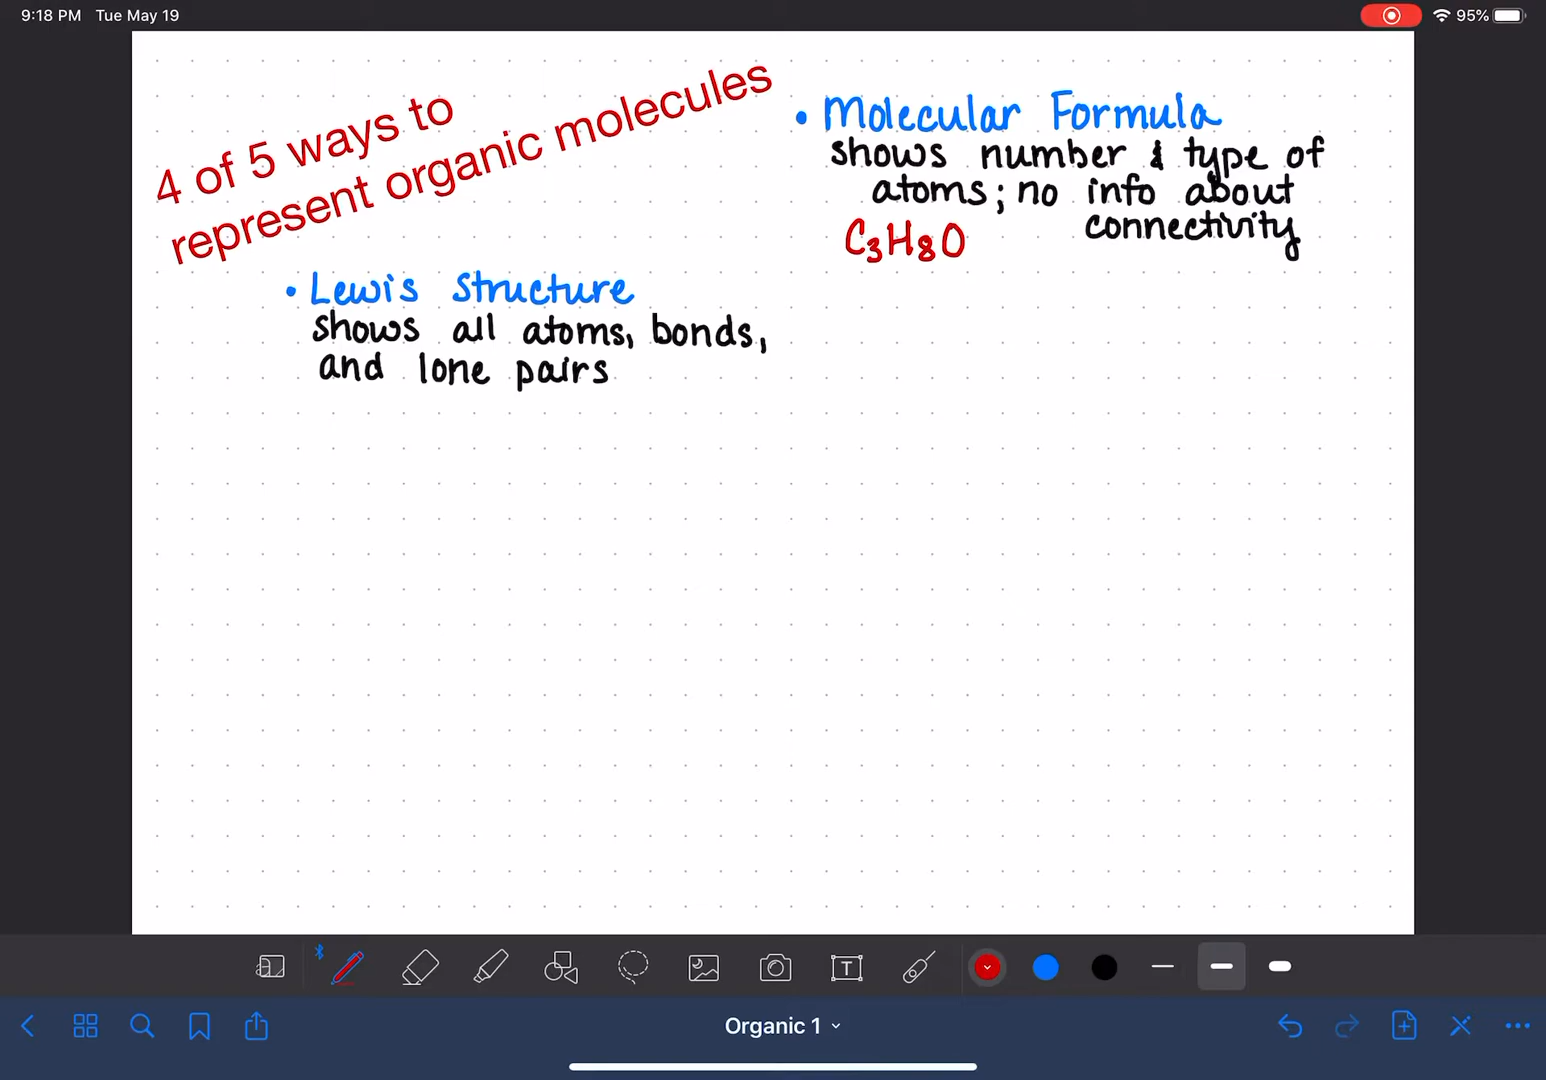 9:18 PM Tue May 19
95%
4 of 5 ways to
represent organic molecules
• Molecular Formula
shows number & type of
atoms; no info about
connectivity
C₃H₈O
• Lewis Structure
shows all atoms, bonds,
and lone pairs
T
Organic 1